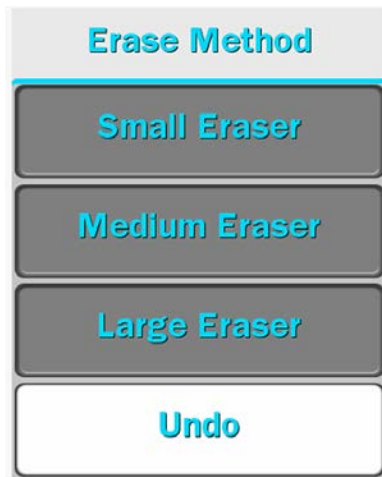 Erase Method
Small Eraser
Medium Eraser
Large Eraser
Undo